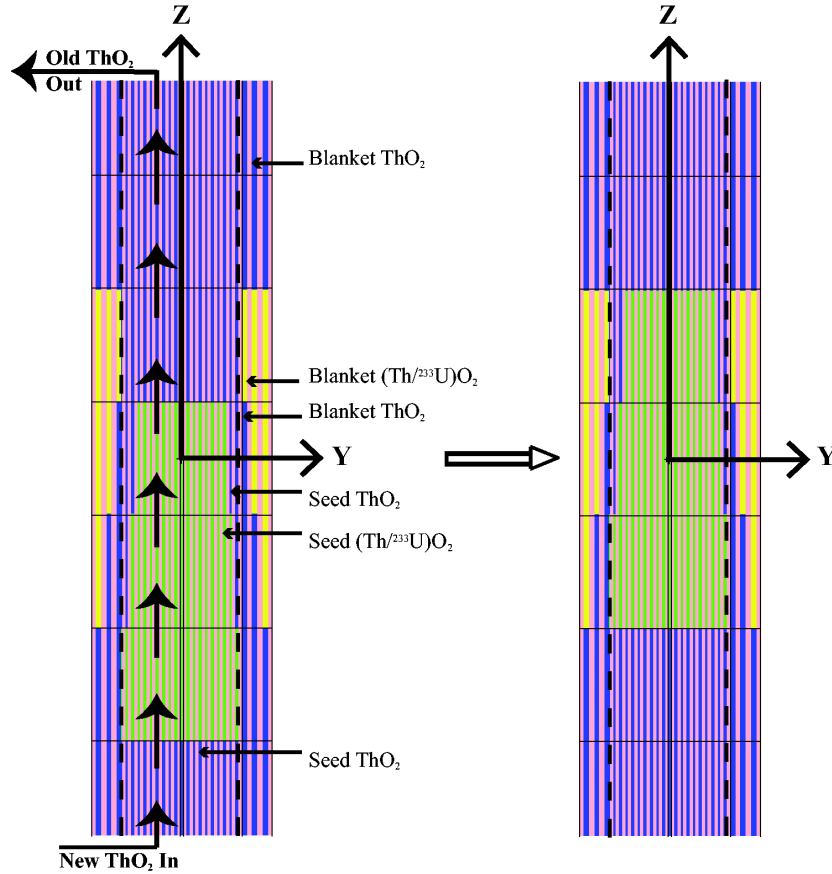 Z
Old ThO₂
Out
Blanket ThO₂
Blanket (Th/²³³U)O₂
Blanket ThO₂
Y
Seed ThO₂
Seed (Th/²³³U)O₂
Seed ThO₂
New ThO₂ In
Z
Y